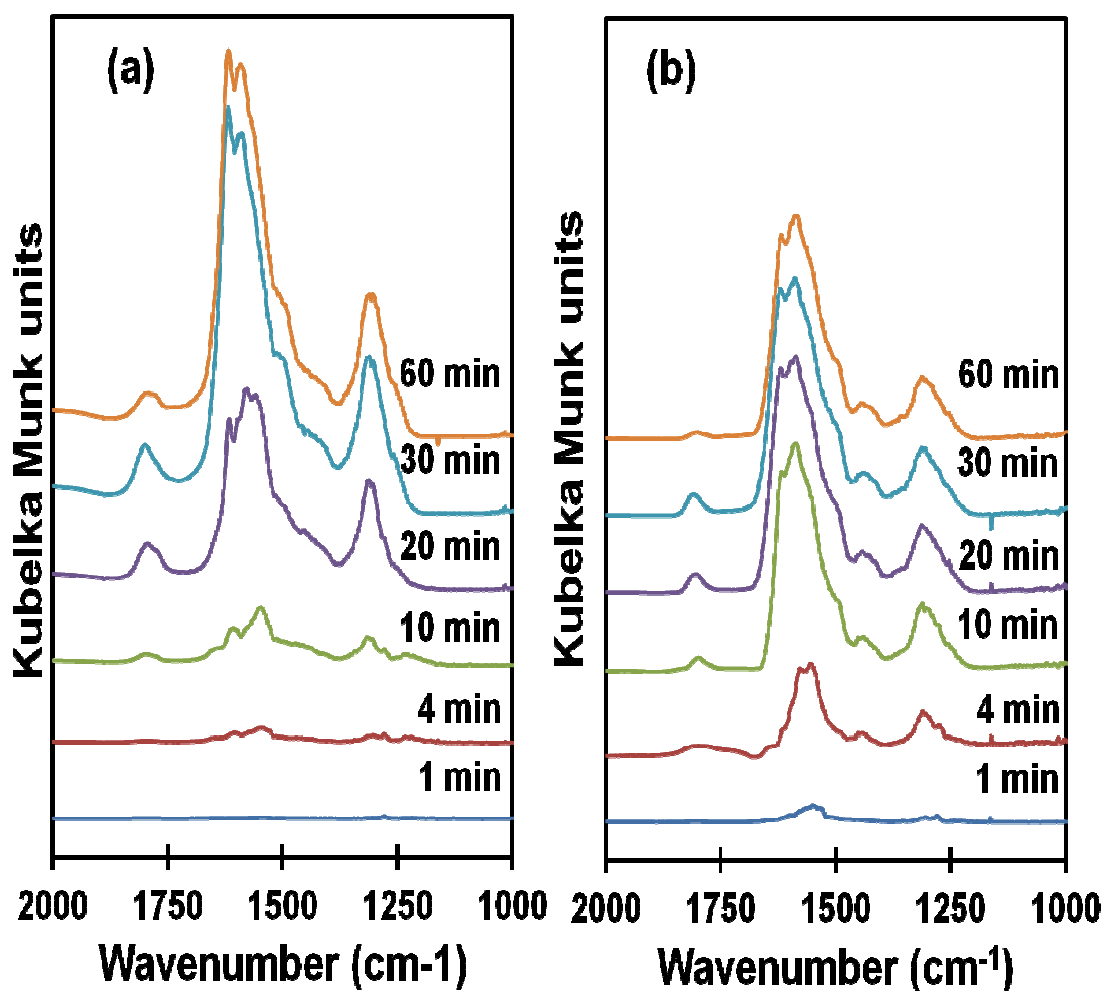 (a)
Kubelka Munk units
60 min
30 min
20 min
10 min
4 min
1 min
2000 1750 1500 1250 1000
Wavenumber (cm-1)
(b)
Kubelka Munk units
60 min
30 min
20 min
10 min
4 min
1 min
2000 1750 1500 1250 1000
Wavenumber (cm-1)